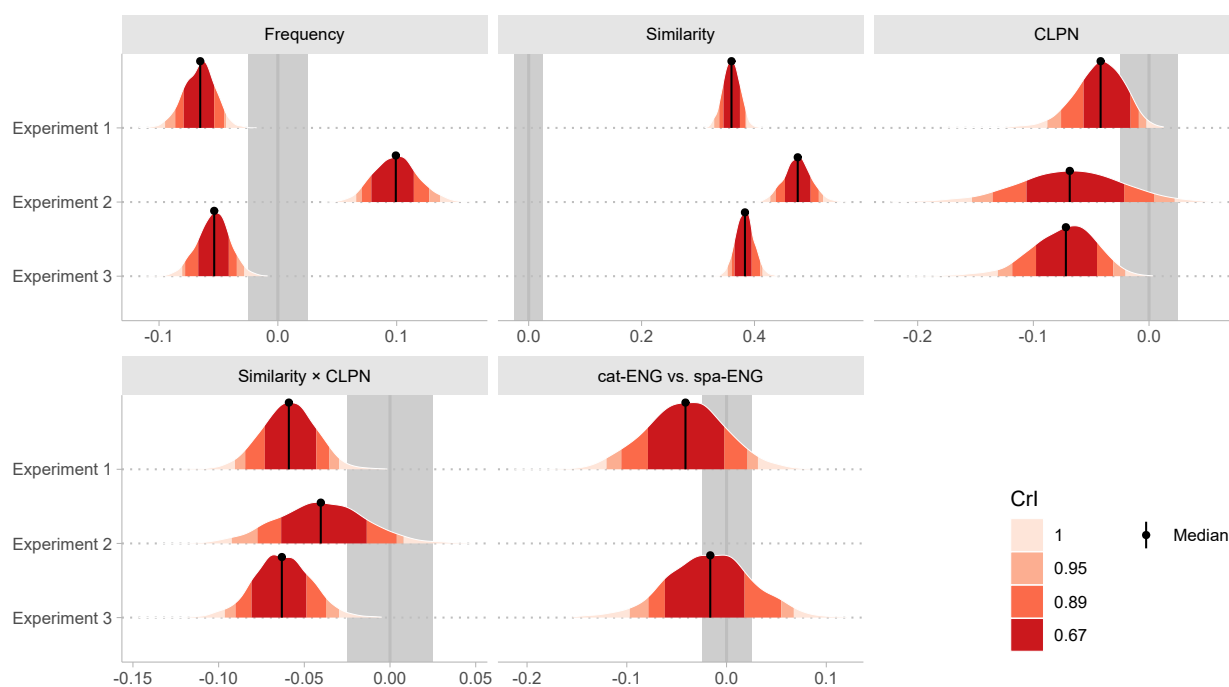 Frequency Similarity CLPN
Experiment 1
Experiment 2
Experiment 3
-0.1 0.0 0.1 0.0 0.2 0.4 -0.2 -0.1 0.0
Similarity × CLPN cat-ENG vs. spa-ENG
Experiment 1
Experiment 2
Experiment 3
-0.15 -0.10 -0.05 0.00 0.05 -0.2 -0.1 0.0 0.1
CrI
1
0.95
0.89
0.67
Median